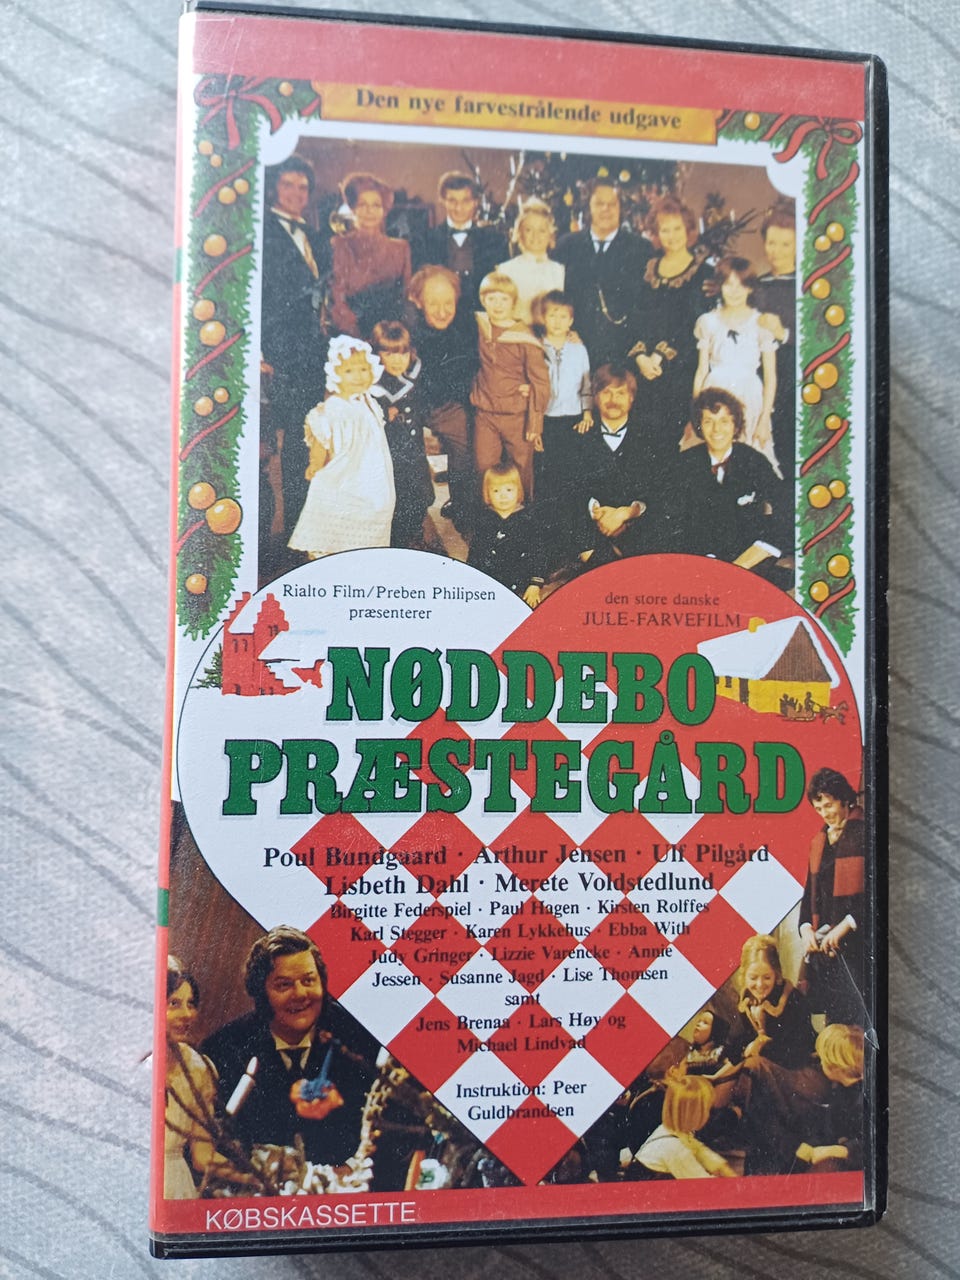 Den nye farvestrålende udgave
Rialto Film/Preben Philipsen
præsenterer
den store danske
JULE-FARVEFILM
NØDDEBO
PRÆSTEGÅRD
Poul Bundgaard · Arthur Jensen · Ulf Pilgård
Lisbeth Dahl · Merete Voldstedlund
Birgitte Federspiel · Paul Hagen · Kirsten Rolffes
Karl Stegger · Karen Lykkehus · Ebba With
Judy Gringer · Lizzie Varencke · Annie
Jessen · Susanne Jagd · Lise Thomsen
samt
Jens Brenaa · Lars Høy og
Michael Lindvad
Instruktion: Peer
Guldbrandsen
KØBSKASSETTE